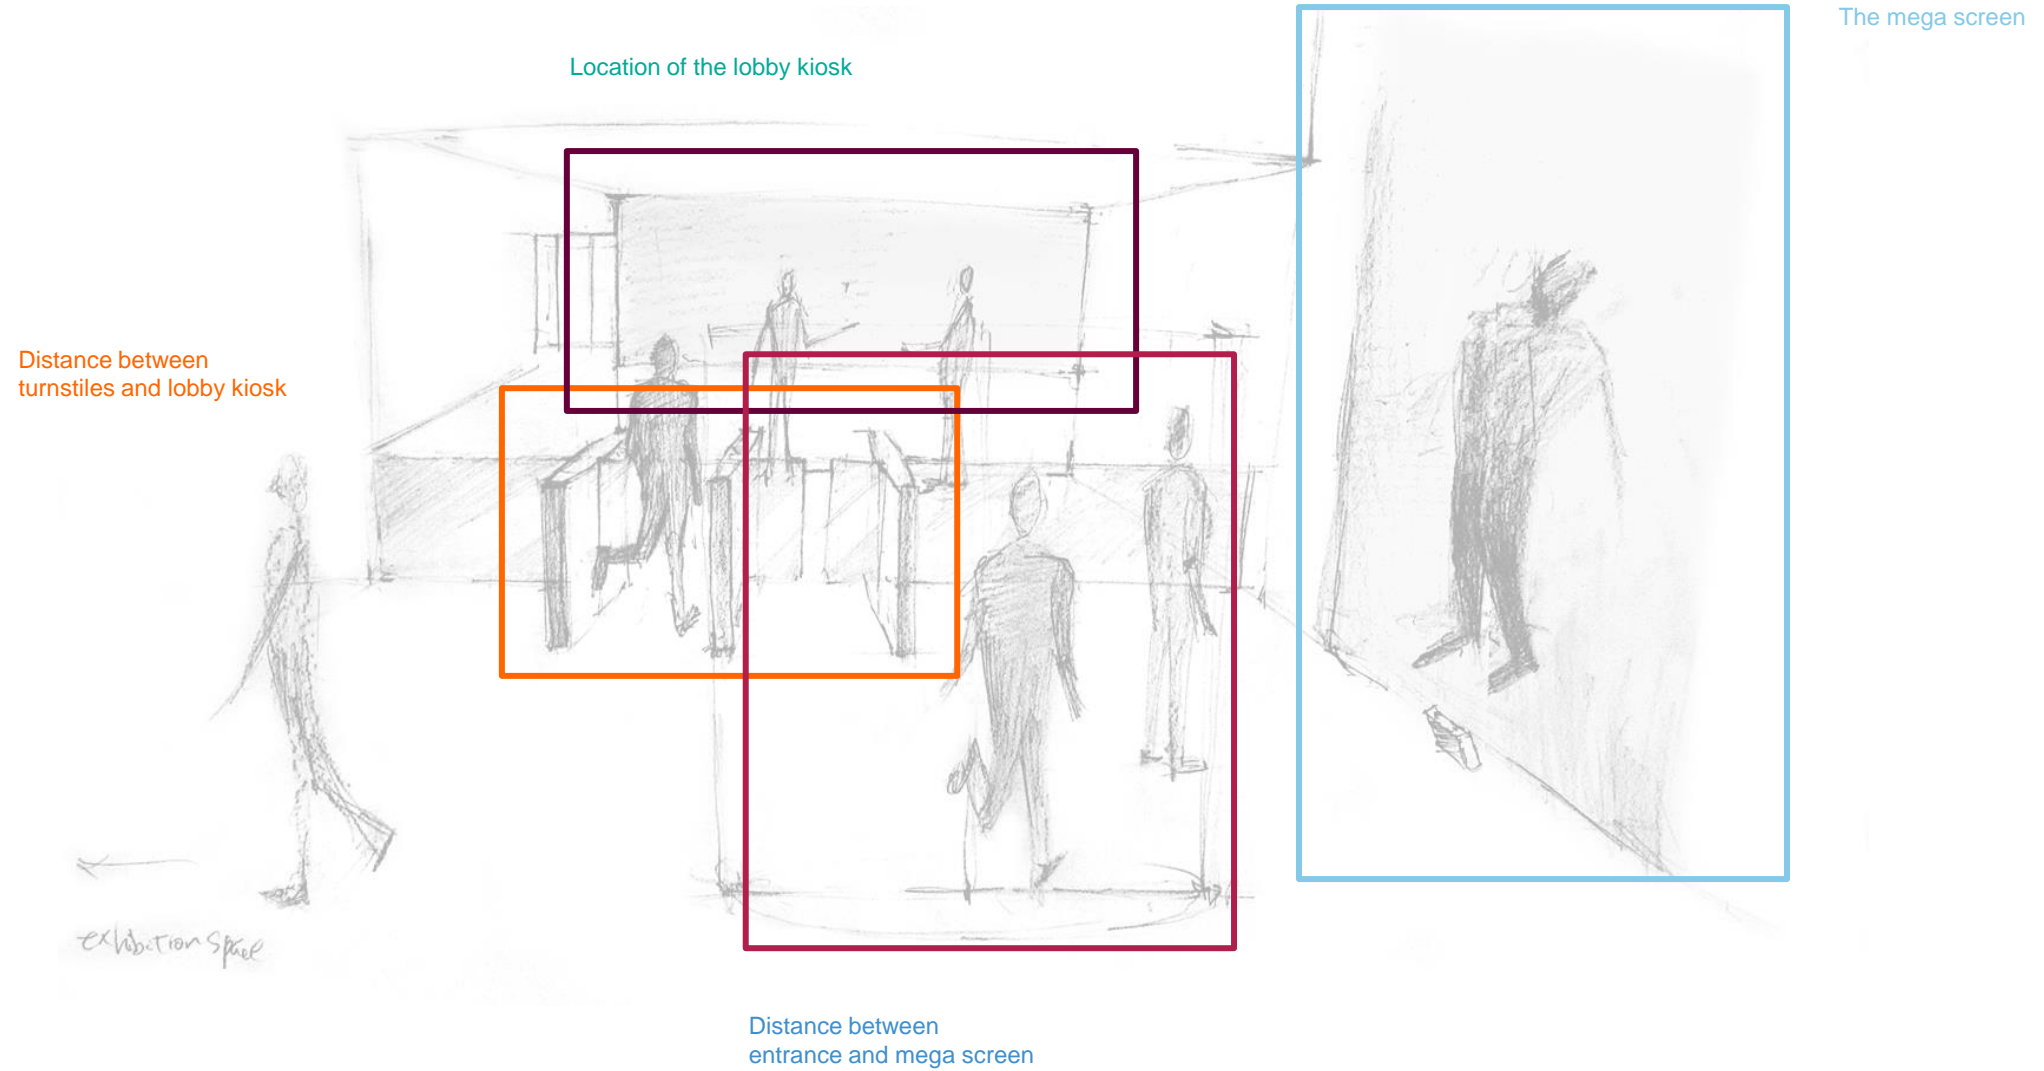 The mega screen
Location of the lobby kiosk
Distance between
turnstiles and lobby kiosk
exhibition space
Distance between
entrance and mega screen